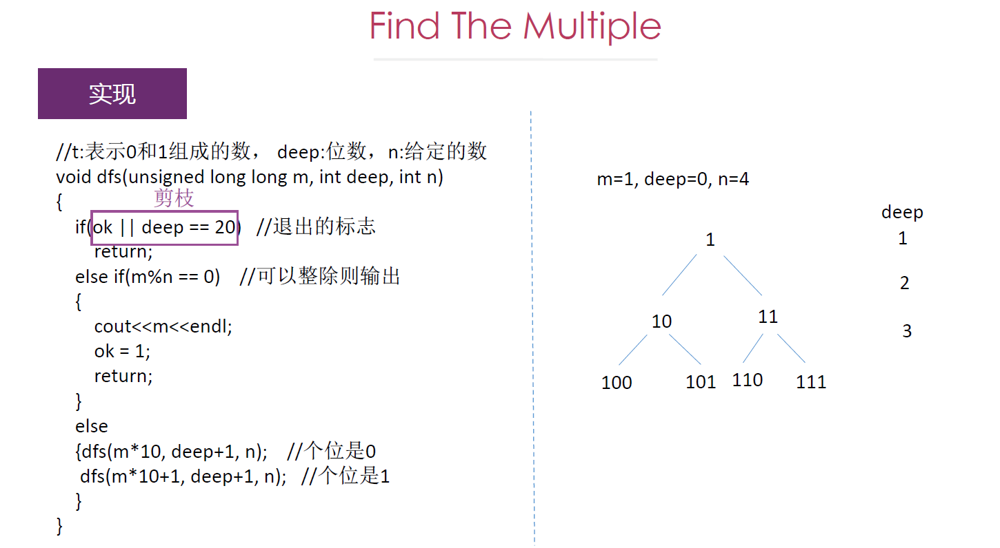 Find The Multiple
实现
//t:表示0和1组成的数， deep:位数，n:给定的数
void dfs(unsigned long long m, int deep, int n)
{
剪枝
if(ok || deep == 20) //退出的标志
return;
else if(m%n == 0) //可以整除则输出
{
cout<<m<<endl;
ok = 1;
return;
}
else
{dfs(m*10, deep+1, n); //个位是0
dfs(m*10+1, deep+1, n); //个位是1
}
}
m=1, deep=0, n=4
deep
1 1
2
10 11 3
100 101 110 111